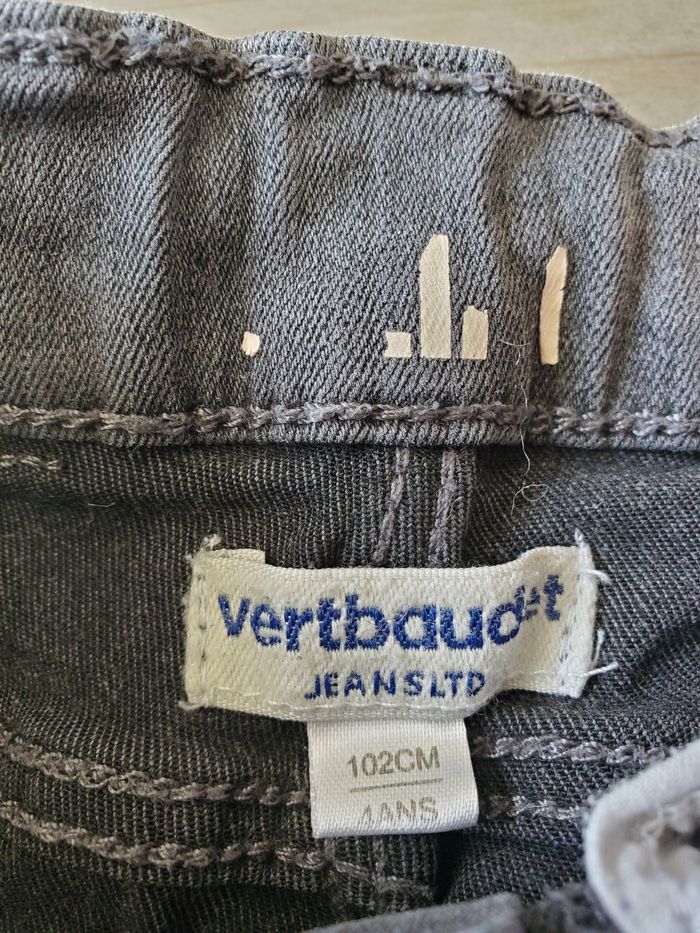 vertbaudet
JEANS LTD
102CM
4ANS